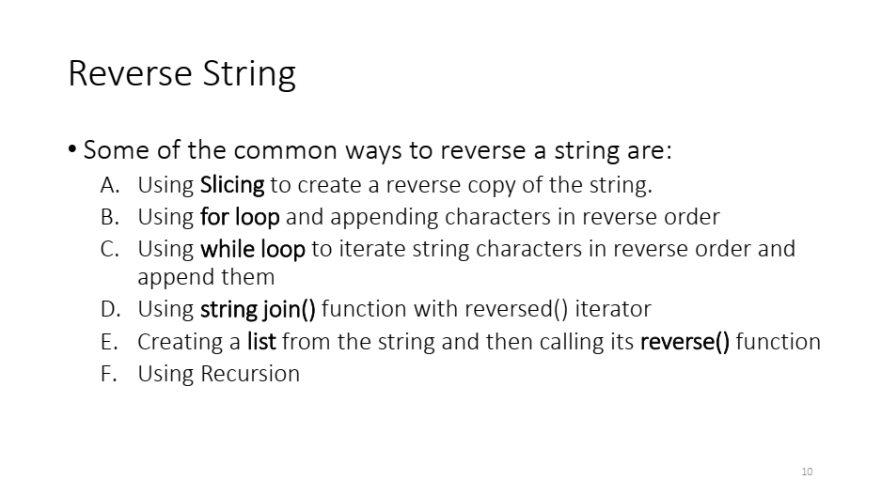 Reverse String
• Some of the common ways to reverse a string are:
A. Using Slicing to create a reverse copy of the string.
B. Using for loop and appending characters in reverse order
C. Using while loop to iterate string characters in reverse order and
append them
D. Using string join() function with reversed() iterator
E. Creating a list from the string and then calling its reverse() function
F. Using Recursion
10